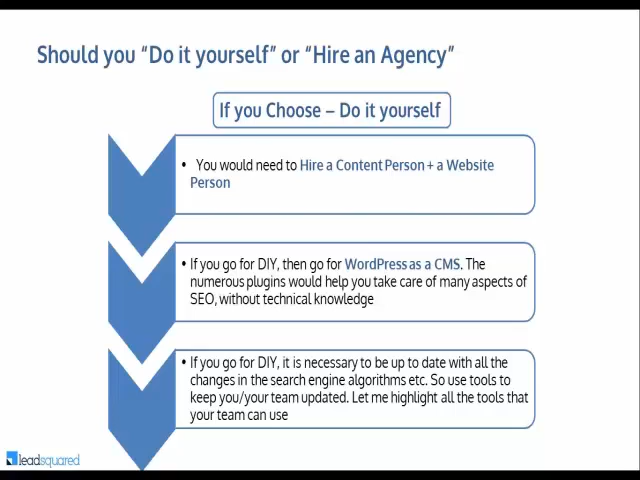 Should you “Do it yourself” or “Hire an Agency”
If you Choose – Do it yourself
• You would need to Hire a Content Person + a Website
Person
• If you go for DIY, then go for WordPress as a CMS. The
numerous plugins would help you take care of many aspects of
SEO, without technical knowledge
• If you go for DIY, it is necessary to be up to date with all the
changes in the search engine algorithms etc. So use tools to
keep you/your team updated. Let me highlight all the tools that
your team can use
leadsquared